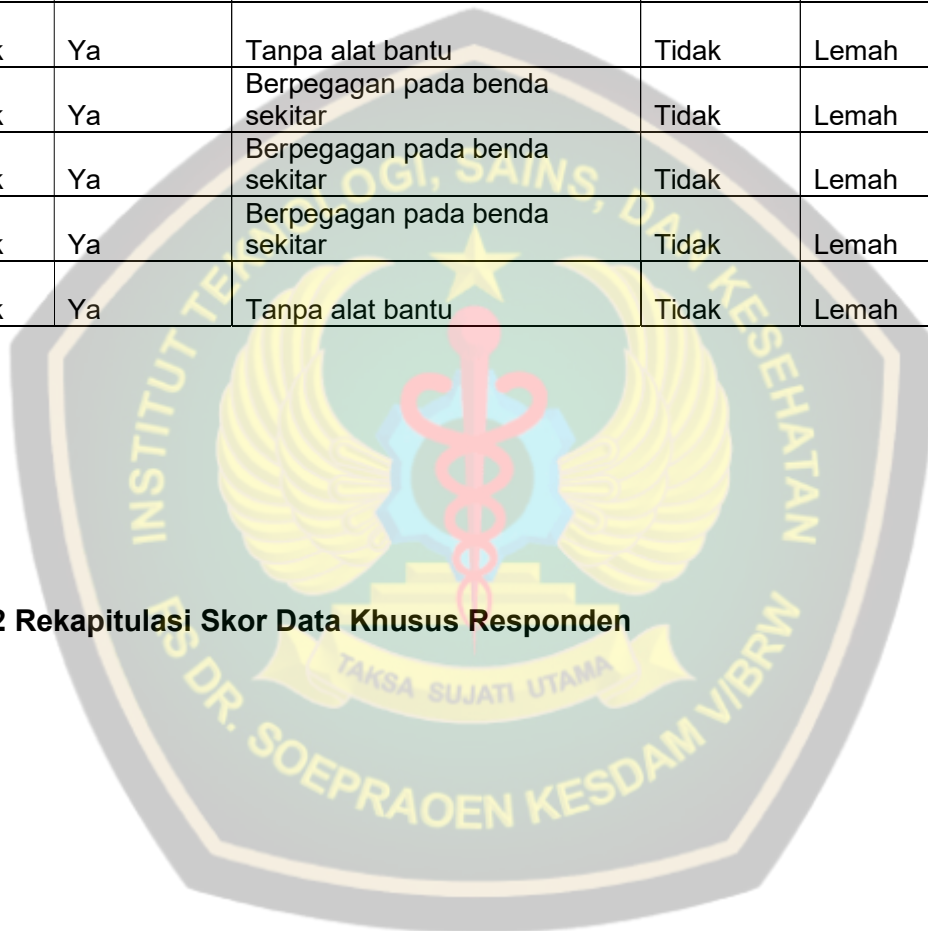 k Ya Tanpa alat bantu Tidak Lemah
Berpegagan pada benda
k Ya sekitar Tidak Lemah
Berpegagan pada benda
k Ya sekitar Tidak Lemah
Berpegagan pada benda
k Ya sekitar Tidak Lemah
k Ya Tanpa alat bantu Tidak Lemah
2 Rekapitulasi Skor Data Khusus Responden
INSTITUT TEKNOLOGI, SAINS, DAN KESEHATAN
TAKSA SUJATI UTAMA
RS DR. SOEPRAOEN KESDAM V/BRW